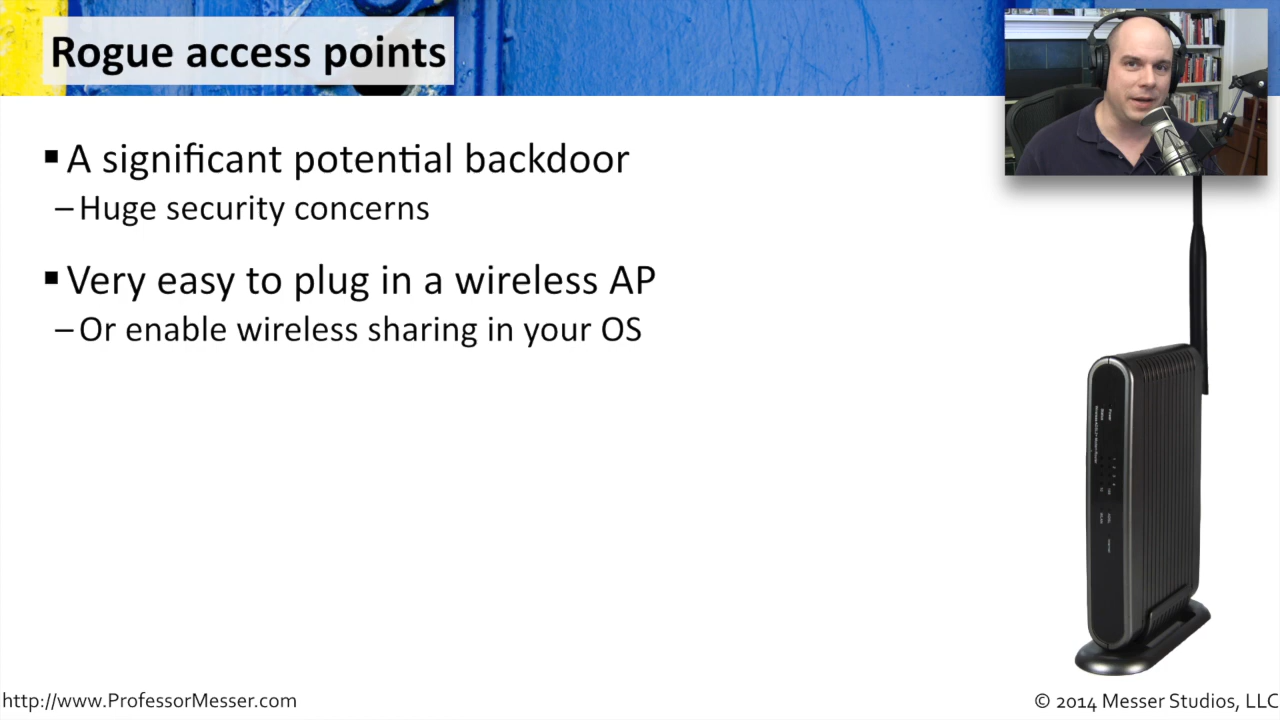 Rogue access points
▪ A significant potential backdoor
– Huge security concerns
▪ Very easy to plug in a wireless AP
– Or enable wireless sharing in your OS
http://www.ProfessorMesser.com
© 2014 Messer Studios, LLC